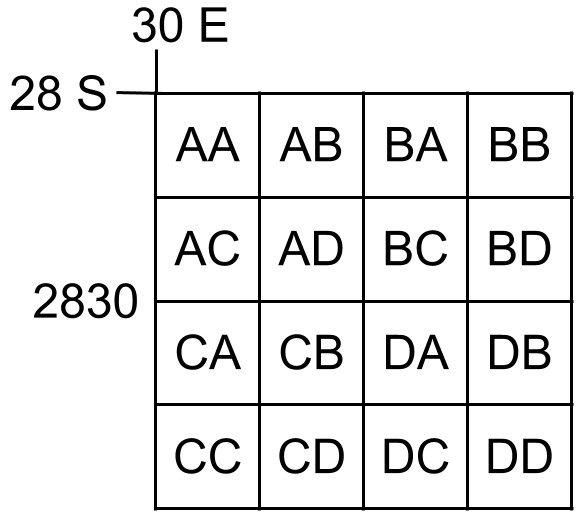 30 E
28 S
AA AB BA BB
AC AD BC BD
2830
CA CB DA DB
CC CD DC DD